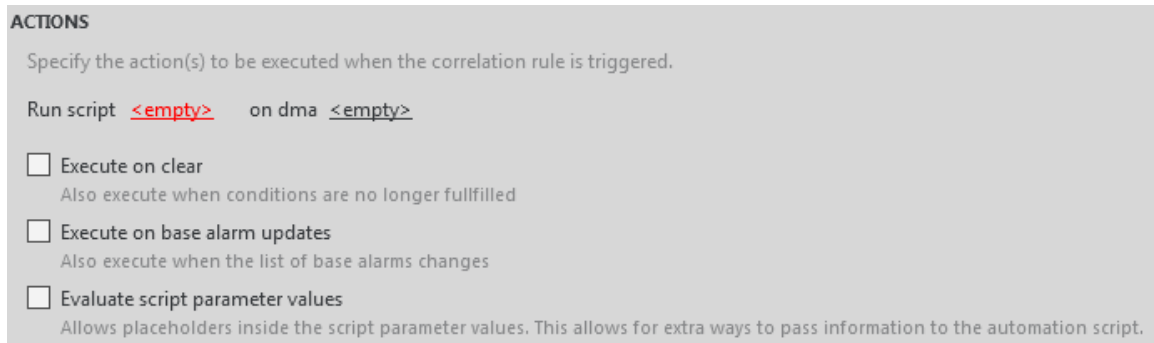 ACTIONS
Specify the action(s) to be executed when the correlation rule is triggered.
Run script <empty> on dma <empty>
Execute on clear
Also execute when conditions are no longer fullfilled
Execute on base alarm updates
Also execute when the list of base alarms changes
Evaluate script parameter values
Allows placeholders inside the script parameter values. This allows for extra ways to pass information to the automation script.